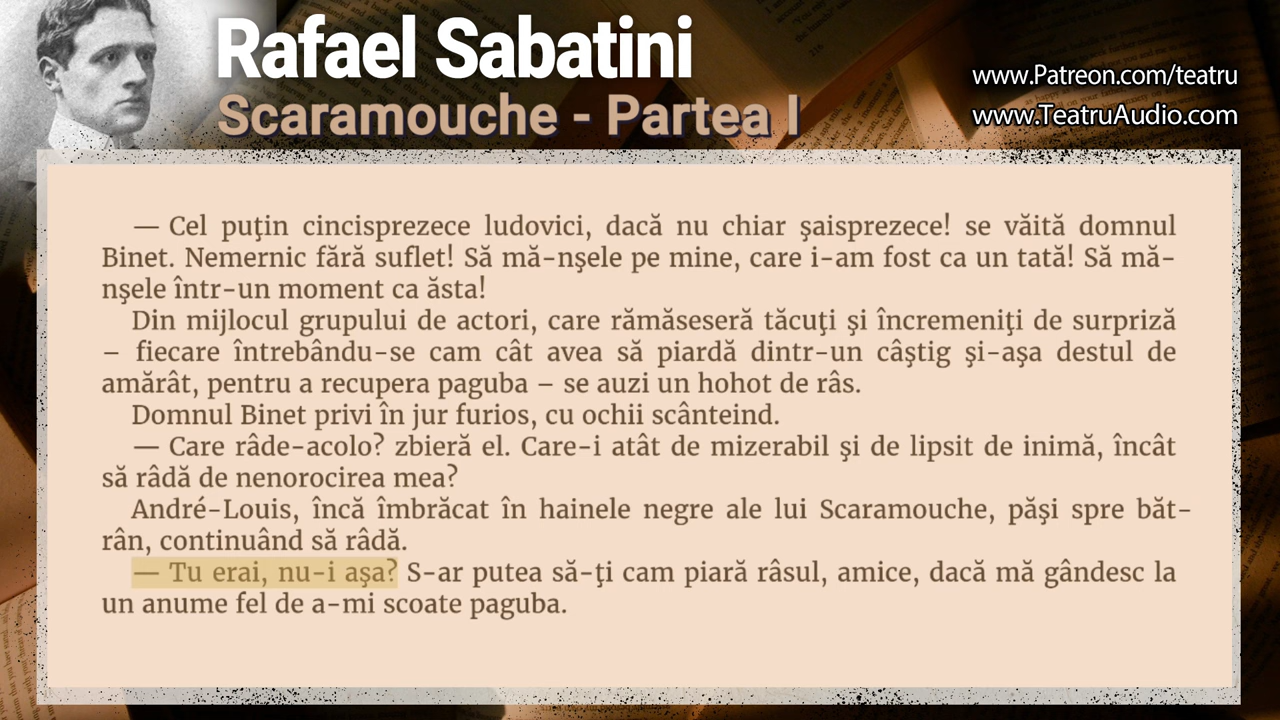 Rafael Sabatini
Scaramouche - Partea I
www.Patreon.com/teatru
www.TeatruAudio.com
— Cel puţin cincisprezece ludovici, dacă nu chiar şaisprezece! se văită domnul
Binet. Nemernic fără suflet! Să mă-nşele pe mine, care i-am fost ca un tată! Să mă-
nşele într-un moment ca ăsta!
Din mijlocul grupului de actori, care rămăseseră tăcuţi şi încremeniţi de surpriză
– fiecare întrebându-se cam cât avea să piardă dintr-un câştig şi-aşa destul de
amărât, pentru a recupera paguba – se auzi un hohot de râs.
Domnul Binet privi în jur furios, cu ochii scânteind.
— Care râde-acolo? zbieră el. Care-i atât de mizerabil şi de lipsit de inimă, încât
să râdă de nenorocirea mea?
André-Louis, încă îmbrăcat în hainele negre ale lui Scaramouche, păşi spre băt-
rân, continuând să râdă.
— Tu erai, nu-i aşa? S-ar putea să-ţi cam piară râsul, amice, dacă mă gândesc la
un anume fel de a-mi scoate paguba.